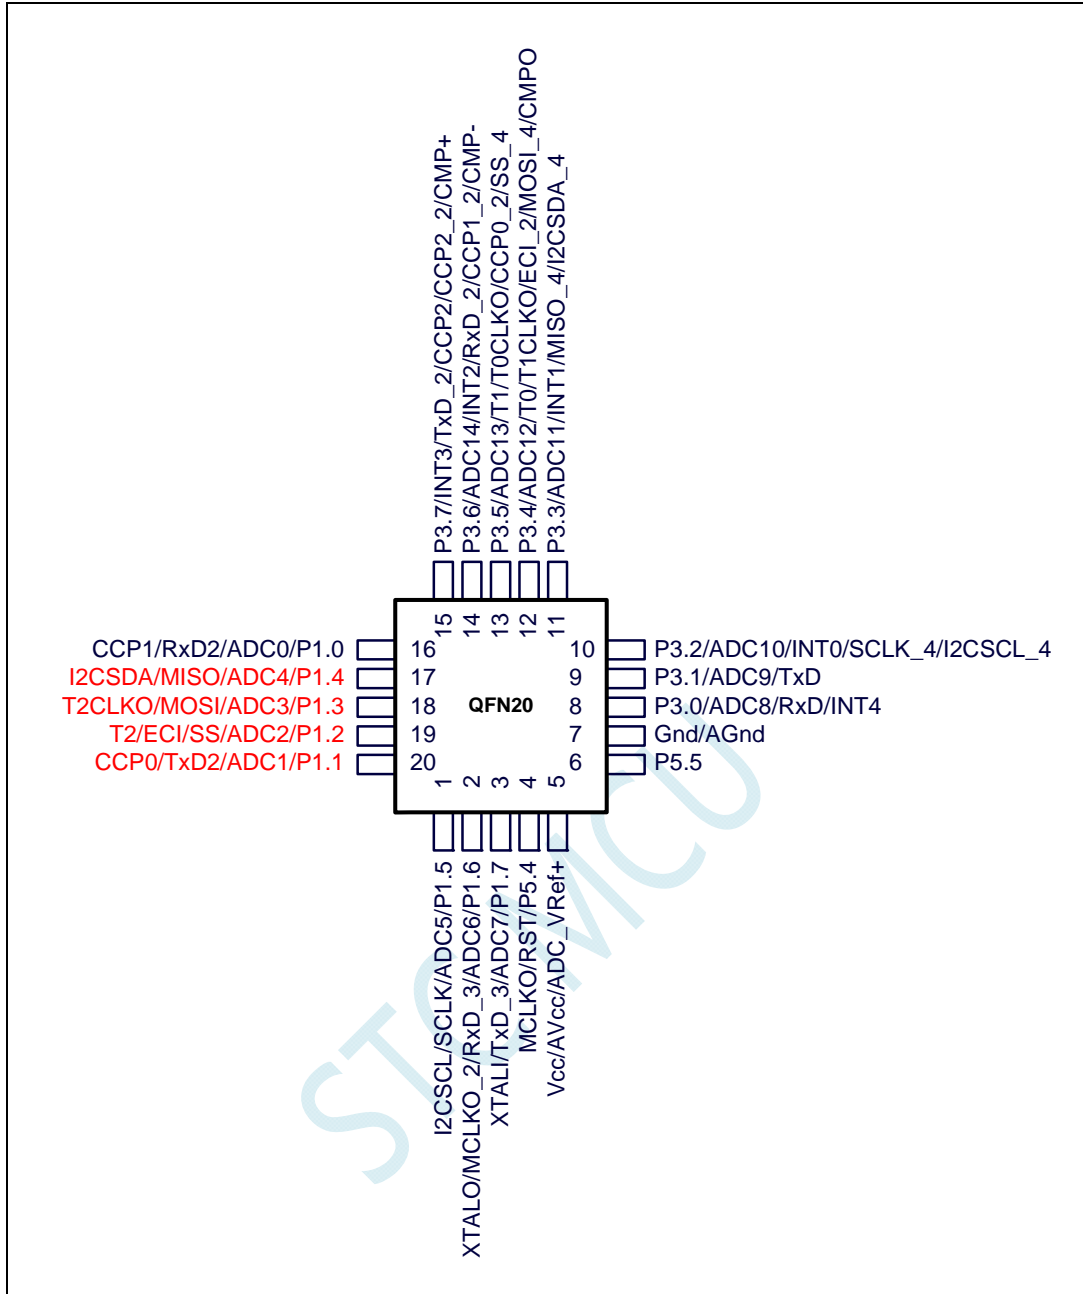 P3.7/INT3/TxD_2/CCP2/CCP2_2/CMP+
P3.6/ADC14/INT2/RxD_2/CCP1_2/CMP-
P3.5/ADC13/T1/T0CLKO/CCP0_2/SS_4
P3.4/ADC12/T0/T1CLKO/ECI_2/MOSI_4/CMPO
P3.3/ADC11/INT1/MISO_4/I2CSDA_4
15
14
13
12
11
CCP1/RxD2/ADC0/P1.0
16
I2CSDA/MISO/ADC4/P1.4
17
T2CLKO/MOSI/ADC3/P1.3
18
T2/ECI/SS/ADC2/P1.2
19
CCP0/TxD2/ADC1/P1.1
20
QFN20
10
P3.2/ADC10/INT0/SCLK_4/I2CSCL_4
9
P3.1/ADC9/TxD
8
P3.0/ADC8/RxD/INT4
7
Gnd/AGnd
6
P5.5
1
2
3
4
5
I2CSCL/SCLK/ADC5/P1.5
XTALO/MCLKO_2/RxD_3/ADC6/P1.6
XTALI/TxD_3/ADC7/P1.7
MCLKO/RST/P5.4
Vcc/AVcc/ADC_VRef+
STC MCU